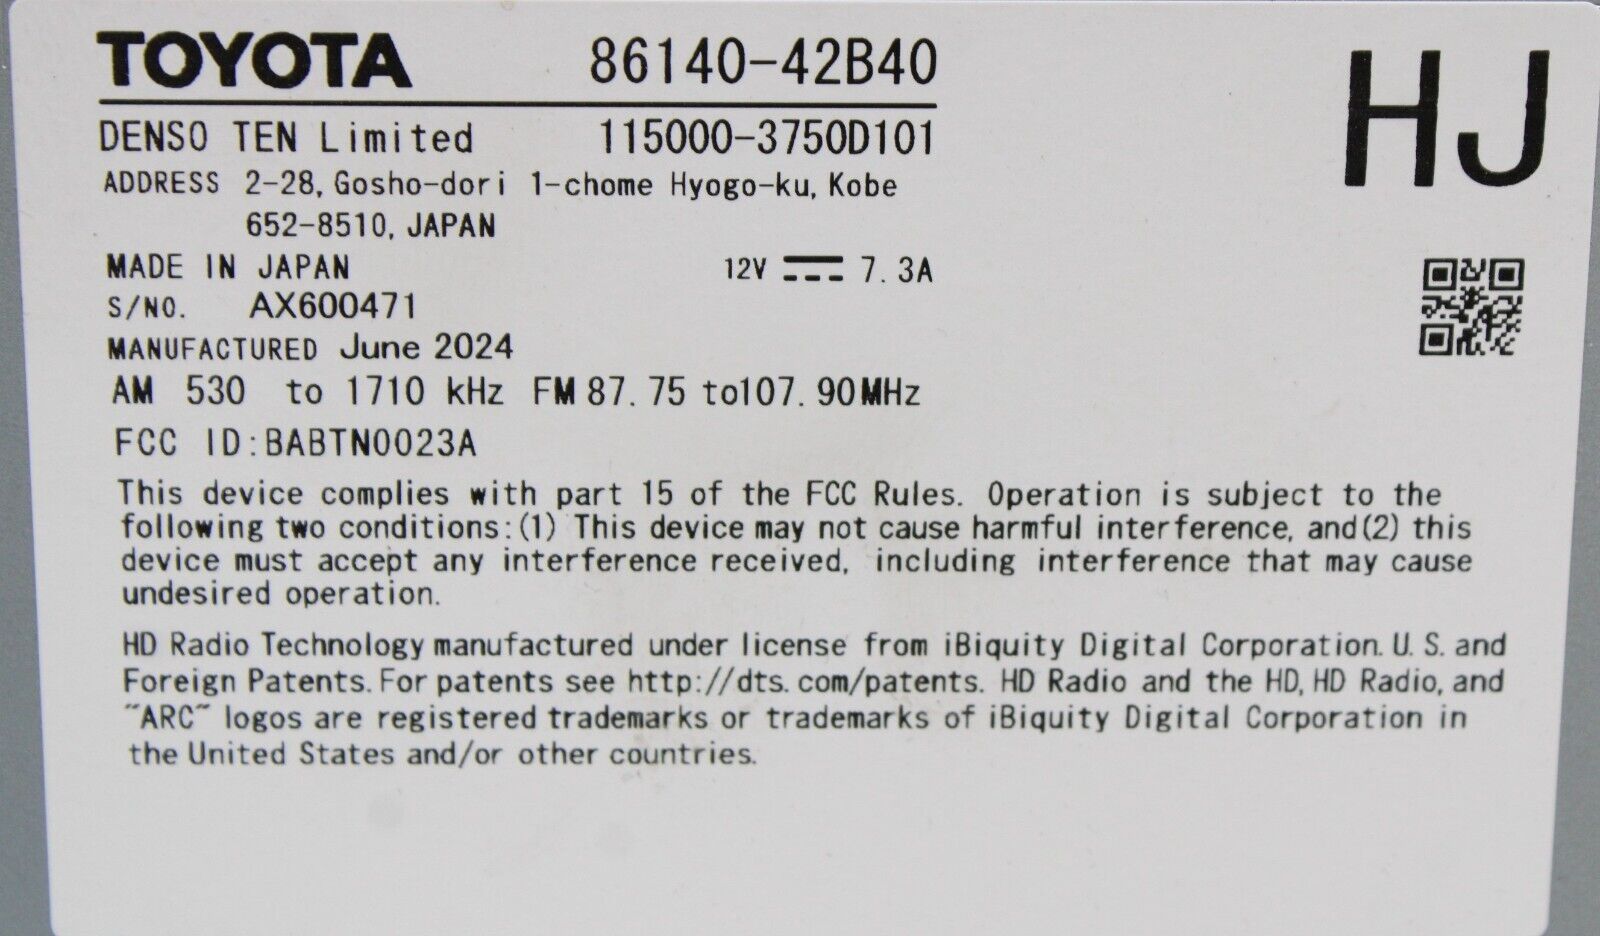 TOYOTA 86140-42B40
HJ
DENSO TEN Limited 115000-3750D101
ADDRESS 2-28, Gosho-dori 1-chome Hyogo-ku, Kobe
652-8510, JAPAN
MADE IN JAPAN 12V 7.3A
S/NO. AX600471
MANUFACTURED June 2024
AM 530 to 1710 kHz FM 87.75 to107.90MHz
FCC ID:BABTN0023A
This device complies with part 15 of the FCC Rules. Operation is subject to the
following two conditions:(1) This device may not cause harmful interference, and(2) this
device must accept any interference received, including interference that may cause
undesired operation.
HD Radio Technology manufactured under license from iBiquity Digital Corporation. U.S. and
Foreign Patents. For patents see http://dts.com/patents. HD Radio and the HD, HD Radio, and
"ARC" logos are registered trademarks or trademarks of iBiquity Digital Corporation in
the United States and/or other countries.